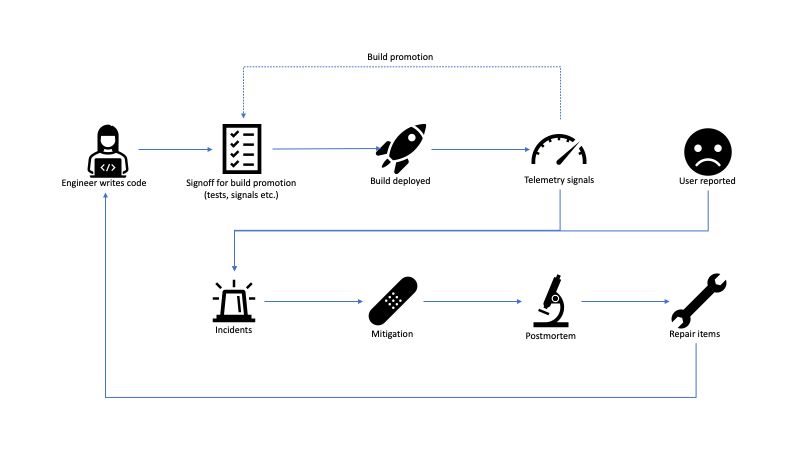 Build promotion
Engineer writes code
Signoff for build promotion
(tests, signals etc.)
Build deployed
Telemetry signals
User reported
Incidents
Mitigation
Postmortem
Repair items